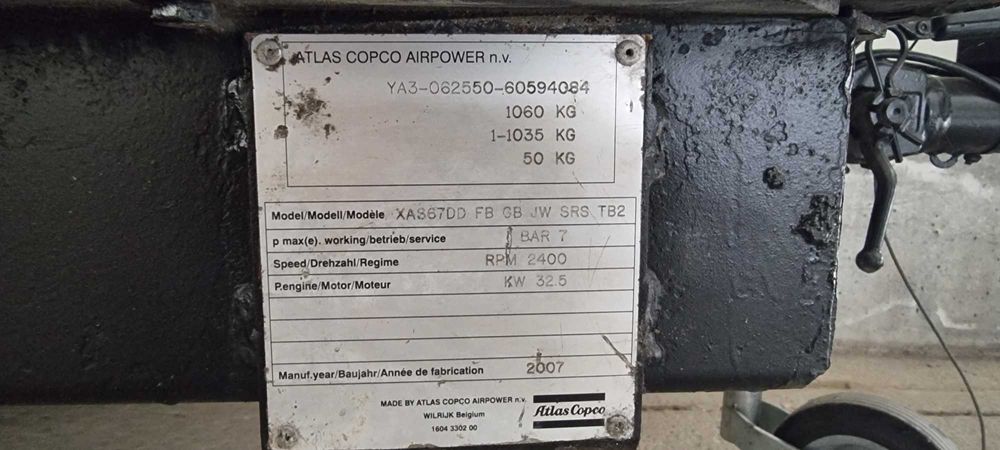 ATLAS COPCO AIRPOWER n.v.
YA3-062550-60594084
1060 KG
1-1035 KG
50 KG
Model/Modell/Modèle XAS67DD FB GB JW SRS TB2
p max(e). working/betrieb/service BAR 7
Speed/Drehzahl/Regime RPM 2400
P.engine/Motor/Moteur KW 32.5
Manuf.year/Baujahr/Année de fabrication 2007
MADE BY ATLAS COPCO AIRPOWER n.v.
WILRIJK Belgium
1604 3302 00
Atlas Copco